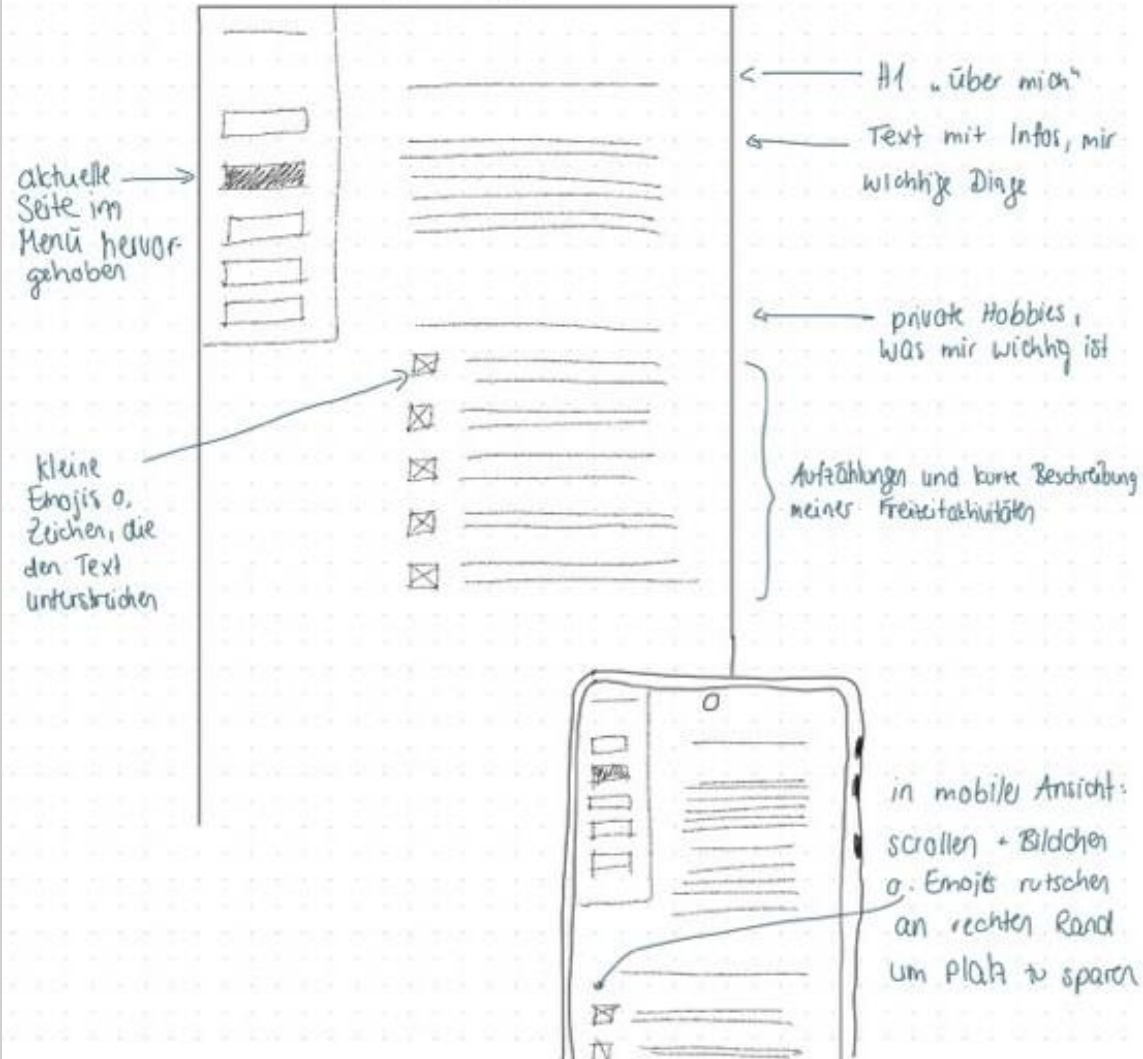 H1 „über mich“
Text mit Infos, mir
wichtige Dinge
aktuelle
Seite im
Menü hervor-
gehoben
private Hobbies,
was mir wichtig ist
kleine
Emojis o.
Zeichen, die
den Text
unterstreichen
Aufzählungen und kurze Beschreibung
meiner Freizeitaktivitäten
in mobiler Ansicht:
scrollen + Bildchen
o. Emojis rutschen
an rechten Rand
um Platz zu sparen